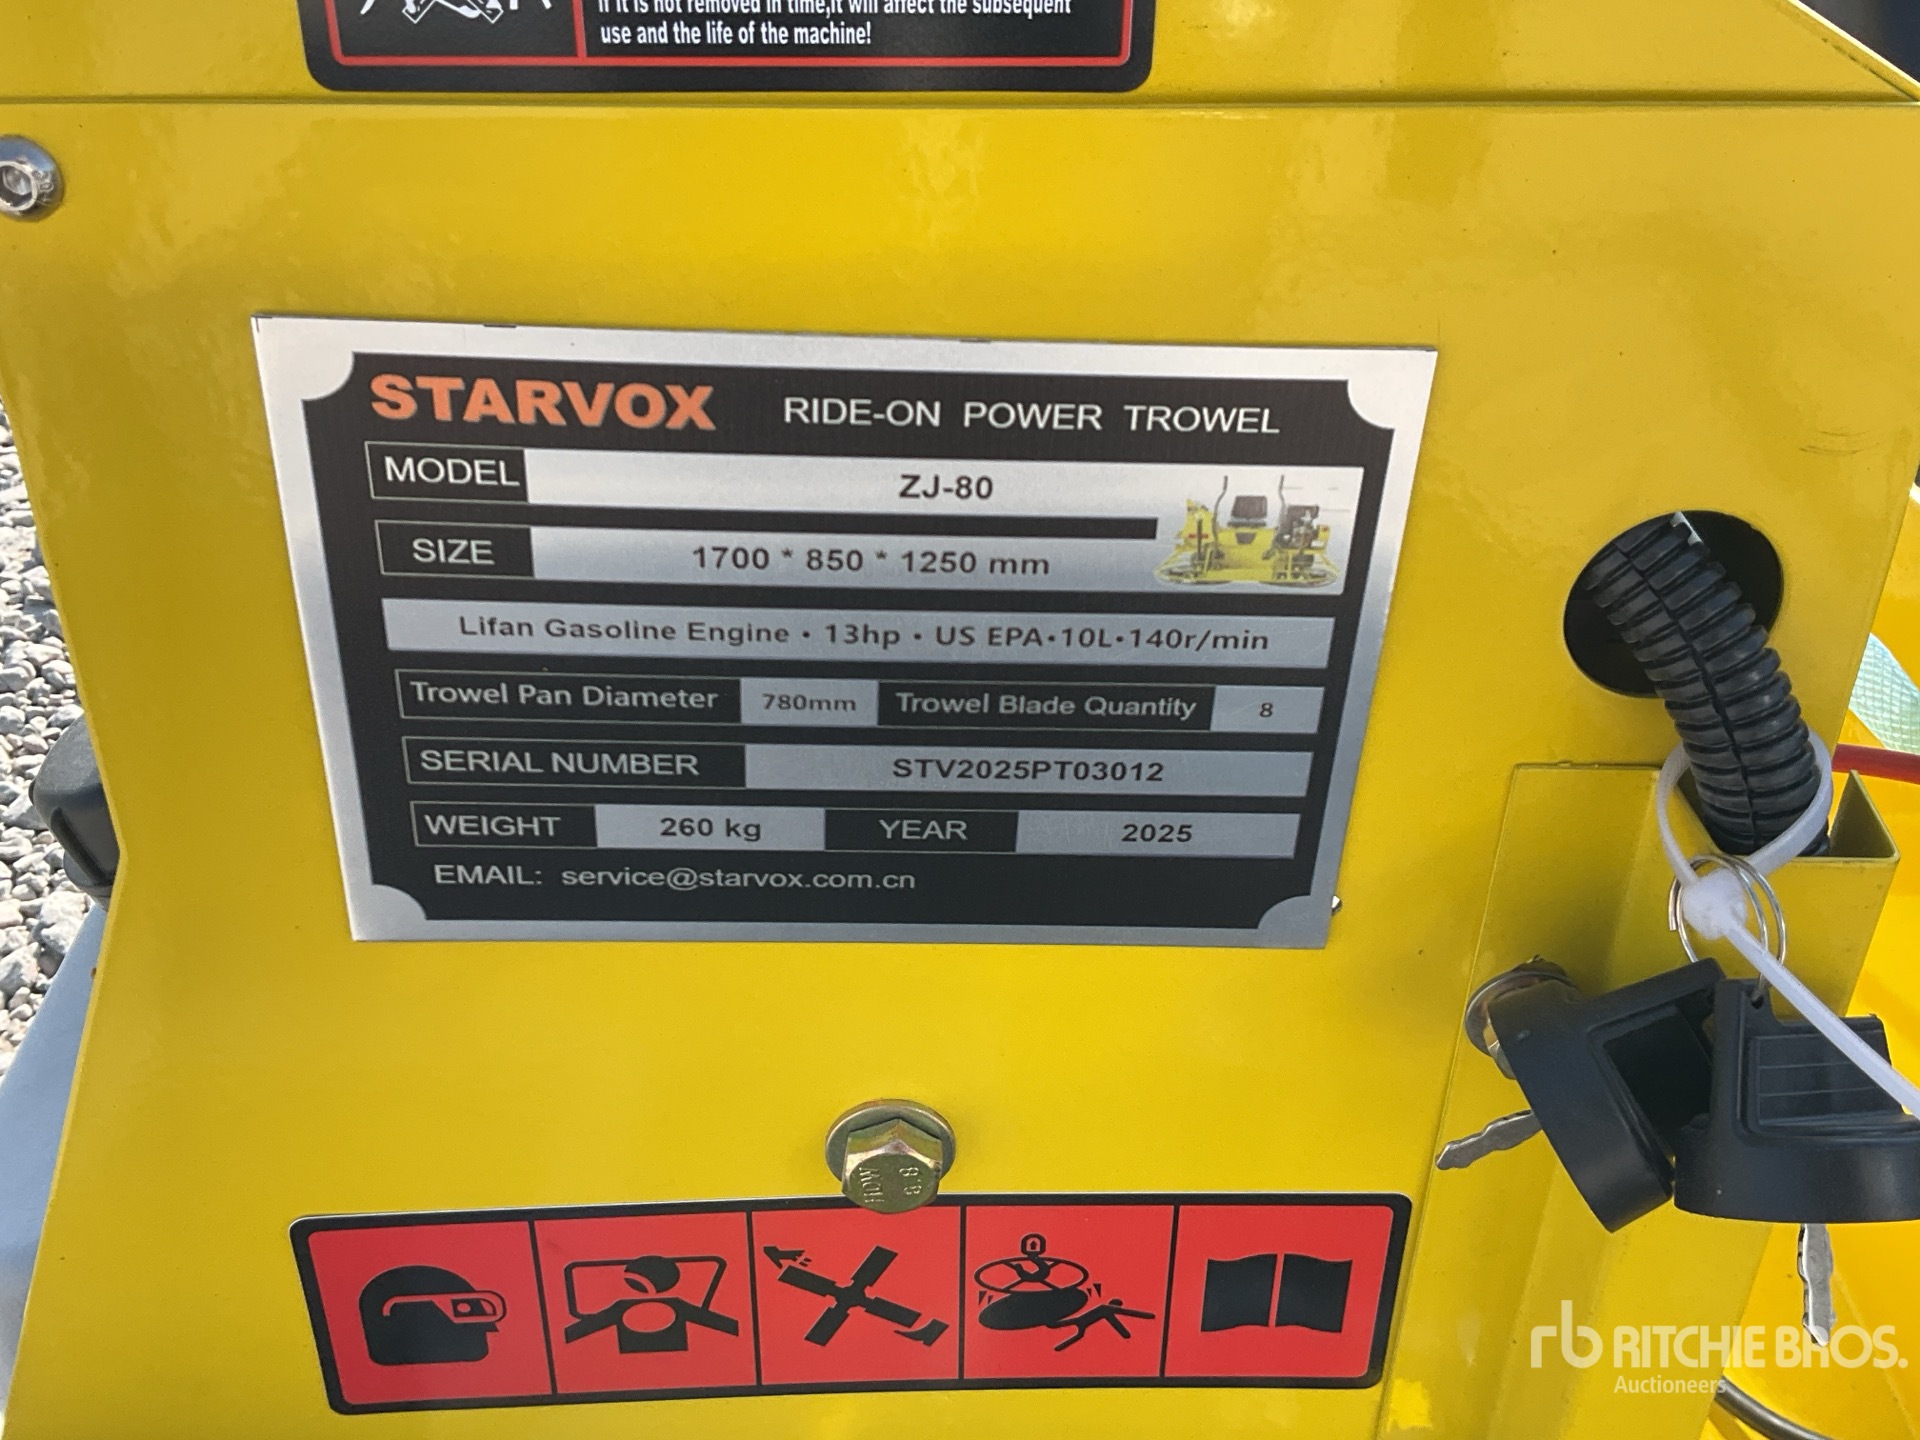 if it is not removed in time,it will affect the subsequent
use and the life of the machine!
STARVOX RIDE-ON POWER TROWEL
MODEL ZJ-80
SIZE 1700 * 850 * 1250 mm
Lifan Gasoline Engine · 13hp · US EPA·10L·140r/min
Trowel Pan Diameter 780mm Trowel Blade Quantity 8
SERIAL NUMBER STV2025PT03012
WEIGHT 260 kg YEAR 2025
EMAIL: service@starvox.com.cn
HDW 8.8
rb RITCHIE BROS.
Auctioneers